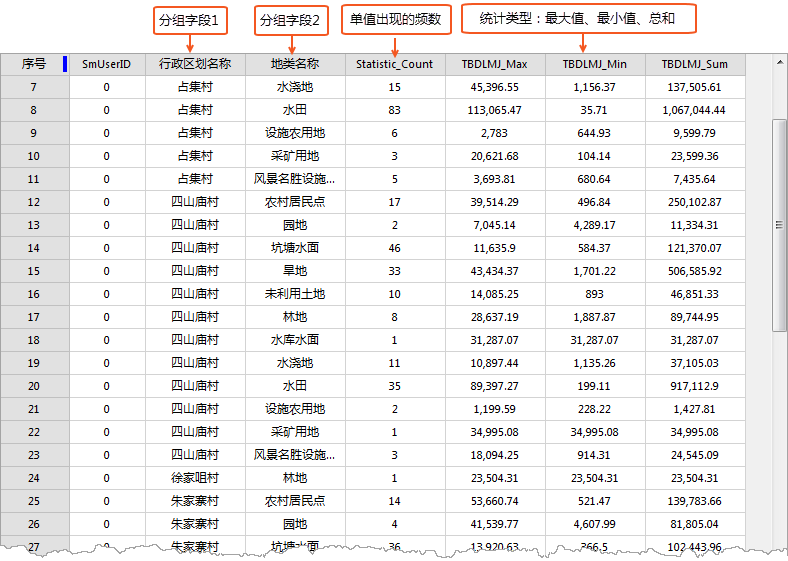 分组字段1 分组字段2 单值出现的频数 统计类型：最大值、最小值、总和
序号 SmUserID 行政区划名称 地类名称 Statistic_Count TBDLMJ_Max TBDLMJ_Min TBDLMJ_Sum
7 0 占集村 水浇地 15 45,396.55 1,156.37 137,505.61
8 0 占集村 水田 83 113,065.47 35.71 1,067,044.44
9 0 占集村 设施农用地 6 2,783 644.93 9,599.79
10 0 占集村 采矿用地 3 20,621.68 104.14 23,599.36
11 0 占集村 风景名胜设施... 5 3,693.81 680.64 7,435.64
12 0 四山庙村 农村居民点 17 39,514.29 496.84 250,102.87
13 0 四山庙村 园地 2 7,045.14 4,289.17 11,334.31
14 0 四山庙村 坑塘水面 46 11,635.9 584.37 121,370.07
15 0 四山庙村 旱地 33 43,434.37 1,701.22 506,585.92
16 0 四山庙村 未利用土地 10 14,085.25 893 46,851.33
17 0 四山庙村 林地 8 28,637.19 1,887.87 89,744.95
18 0 四山庙村 水库水面 1 31,287.07 31,287.07 31,287.07
19 0 四山庙村 水浇地 11 10,897.44 1,135.26 37,105.03
20 0 四山庙村 水田 35 89,397.27 199.11 917,112.9
21 0 四山庙村 设施农用地 2 1,199.59 228.22 1,427.81
22 0 四山庙村 采矿用地 1 34,995.08 34,995.08 34,995.08
23 0 四山庙村 风景名胜设施... 3 18,094.25 914.31 24,545.09
24 0 徐家咀村 林地 1 23,504.31 23,504.31 23,504.31
25 0 朱家寨村 农村居民点 14 53,660.74 521.47 139,783.66
26 0 朱家寨村 园地 4 41,539.77 4,607.99 81,805.04
27 0 朱家寨村 坑塘水面 36 13,920.63 366.5 102,443.96